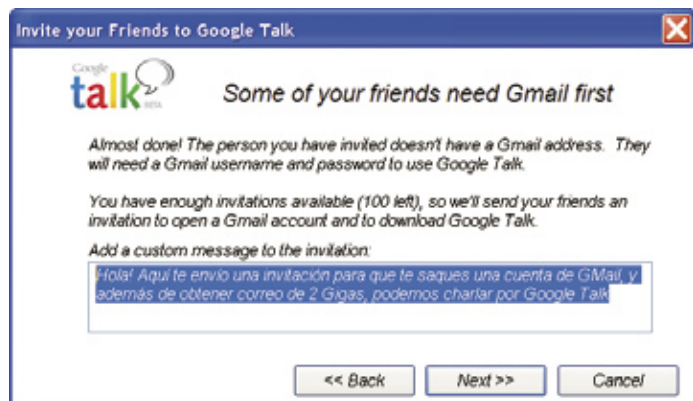 Invite your Friends to Google Talk
Google
talk
BETA
Some of your friends need Gmail first
Almost done! The person you have invited doesn't have a Gmail address. They
will need a Gmail username and password to use Google Talk.
You have enough invitations available (100 left), so we'll send your friends an
invitation to open a Gmail account and to download Google Talk.
Add a custom message to the invitation:
Hola! Aquí te envío una invitación para que te saques una cuenta de GMail, y
además de obtener correo de 2 Gigas, podemos charlar por Google Talk
<< Back
Next >>
Cancel